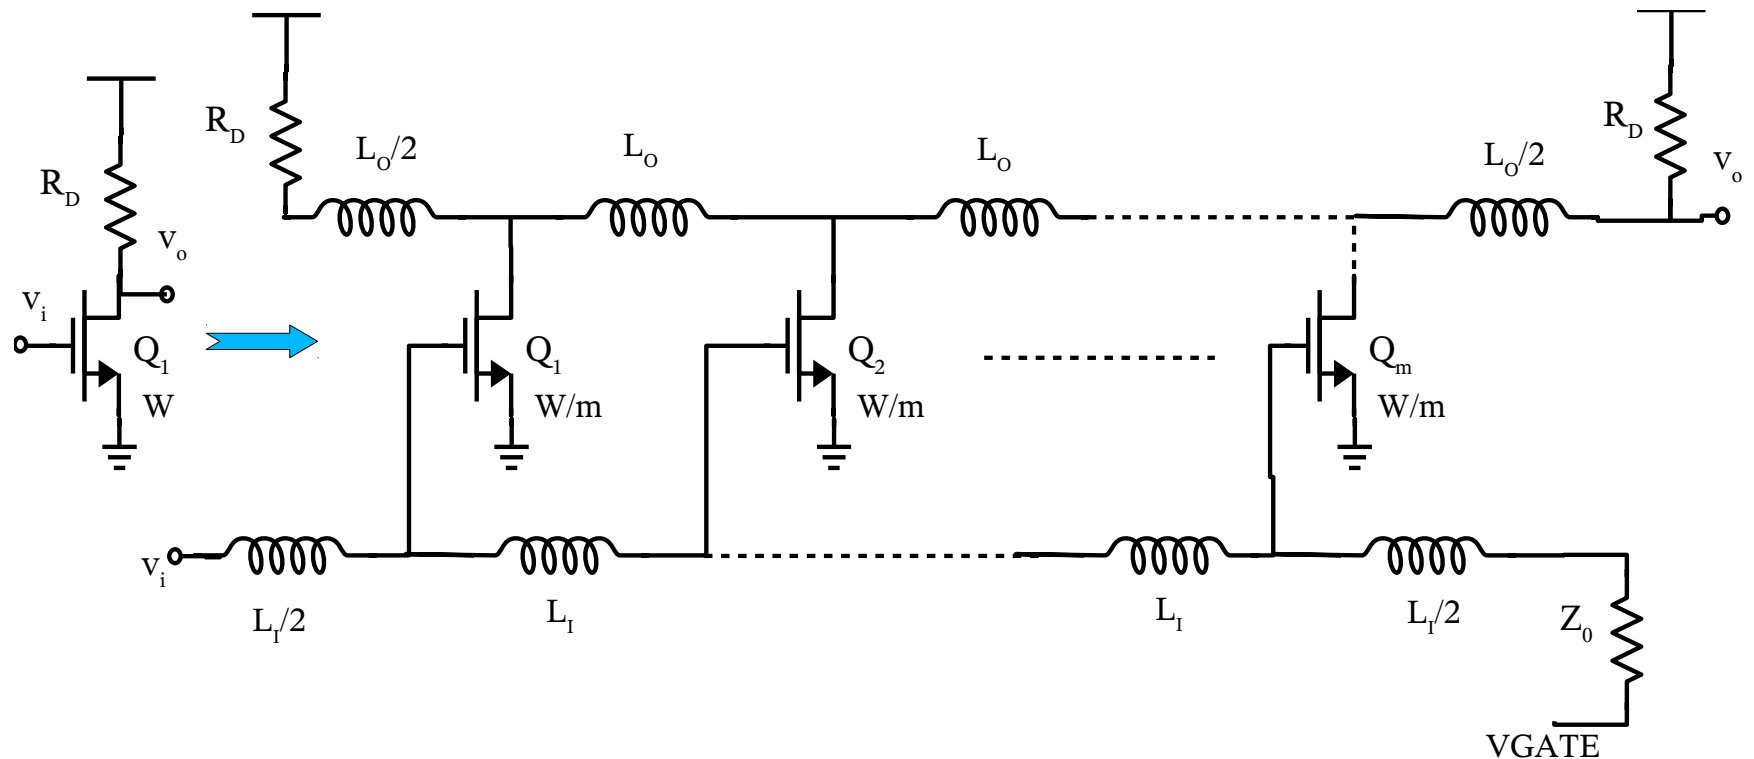 R_D
v_o
v_i
Q_1
W
R_D
L_O/2
L_O
L_O
L_O/2
R_D
v_o
Q_1
W/m
Q_2
W/m
Q_m
W/m
v_i
L_I/2
L_I
L_I
L_I/2
Z_0
VGATE